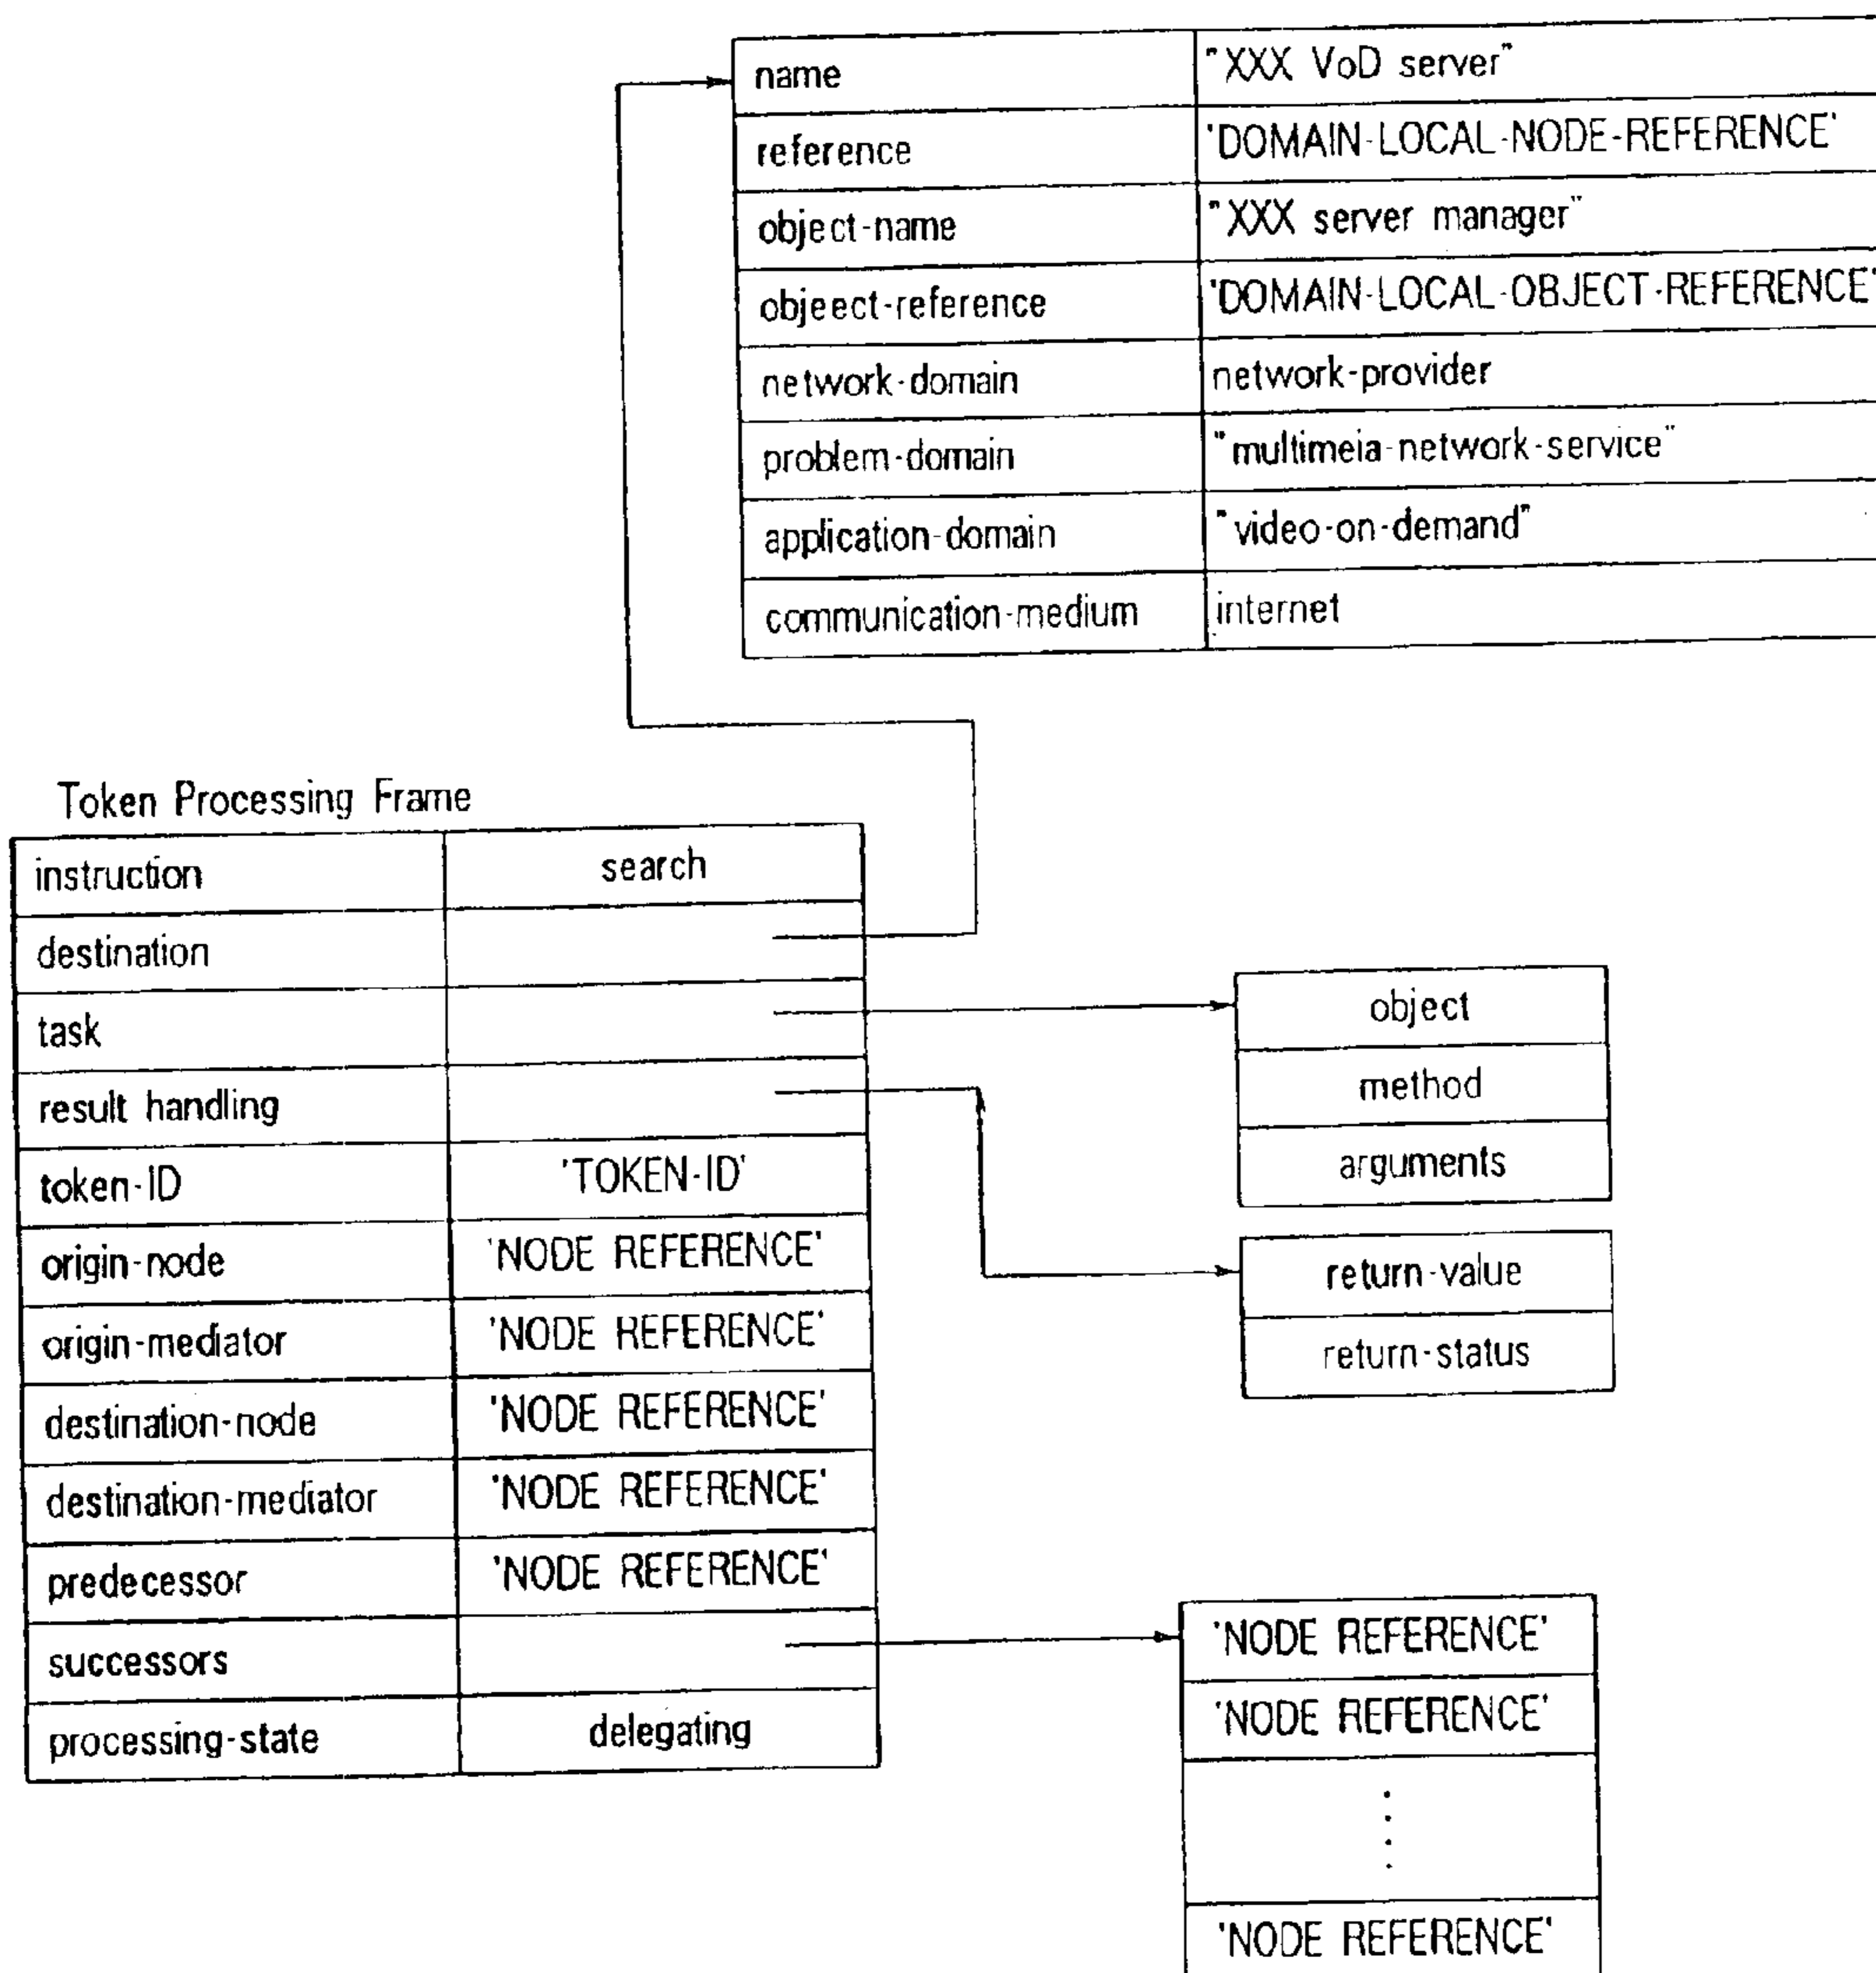 name "XXX VoD server"
reference 'DOMAIN-LOCAL-NODE-REFERENCE'
object-name "XXX server manager"
objeect-reference 'DOMAIN-LOCAL-OBJECT-REFERENCE'
network-domain network-provider
problem-domain "multimeia-network-service"
application-domain "video-on-demand"
communication-medium internet
Token Processing Frame
instruction search
destination
task
result handling
token-ID 'TOKEN-ID'
origin-node 'NODE REFERENCE'
origin-mediator 'NODE REFERENCE'
destination-node 'NODE REFERENCE'
destination-mediator 'NODE REFERENCE'
predecessor 'NODE REFERENCE'
successors
processing-state delegating
object
method
arguments
return-value
return-status
'NODE REFERENCE'
'NODE REFERENCE'
'NODE REFERENCE'